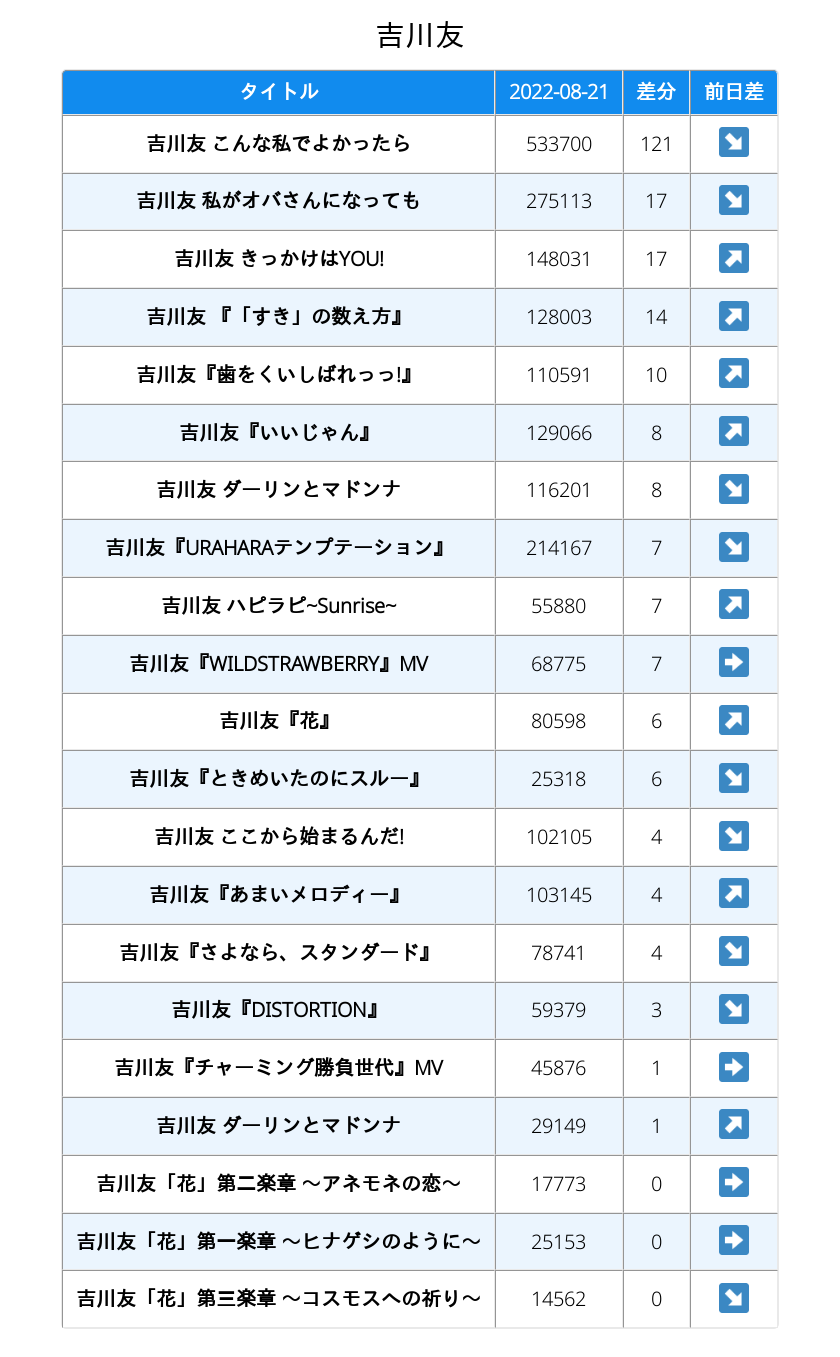 吉川友
タイトル 2022-08-21 差分 前日差
吉川友 こんな私でよかったら 533700 121 ↘
吉川友 私がオバさんになっても 275113 17 ↘
吉川友 きっかけはYOU! 148031 17 ↗
吉川友 『「すき」の数え方』 128003 14 ↗
吉川友『歯をくいしばれっっ!』 110591 10 ↗
吉川友『いいじゃん』 129066 8 ↗
吉川友 ダーリンとマドンナ 116201 8 ↘
吉川友『URAHARAテンプテーション』 214167 7 ↘
吉川友 ハピラピ~Sunrise~ 55880 7 ↗
吉川友『WILDSTRAWBERRY』MV 68775 7 ➡
吉川友『花』 80598 6 ↗
吉川友『ときめいたのにスルー』 25318 6 ↘
吉川友 ここから始まるんだ! 102105 4 ↘
吉川友『あまいメロディー』 103145 4 ↗
吉川友『さよなら、スタンダード』 78741 4 ↘
吉川友『DISTORTION』 59379 3 ↘
吉川友『チャーミング勝負世代』MV 45876 1 ➡
吉川友 ダーリンとマドンナ 29149 1 ↗
吉川友「花」第二楽章 ～アネモネの恋～ 17773 0 ➡
吉川友「花」第一楽章 ～ヒナゲシのように～ 25153 0 ➡
吉川友「花」第三楽章 ～コスモスへの祈り～ 14562 0 ↘